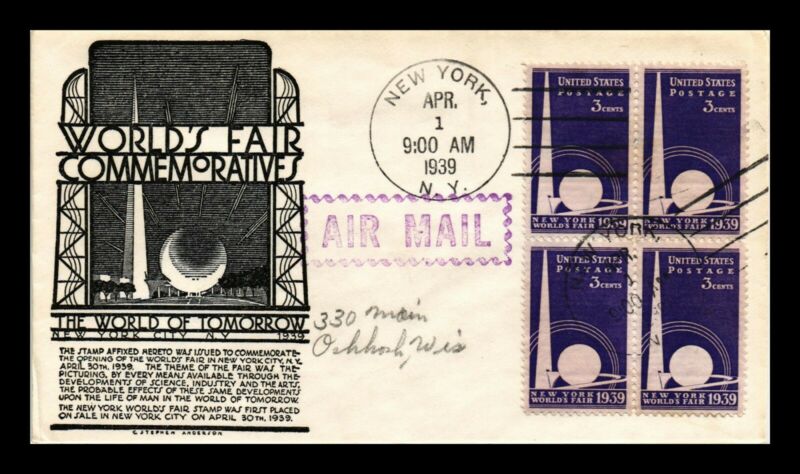 WORLD'S FAIR
COMMEMORATIVES
THE WORLD OF TOMORROW
NEW YORK CITY N.Y. 1939
THE STAMP AFFIXED HERETO WAS ISSUED TO COMMEMORATE
THE OPENING OF THE WORLD'S FAIR IN NEW YORK CITY, N.Y.
APRIL 30TH. 1939. THE THEME OF THE FAIR WAS THE
PICTURING, BY EVERY MEANS AVAILABLE THROUGH THE
DEVELOPMENTS OF SCIENCE, INDUSTRY AND THE ARTS,
THE PROBABLE EFFECTS OF THESE SAME DEVELOPMENTS
UPON THE LIFE OF MAN IN THE WORLD OF TOMORROW.
THE NEW YORK WORLD'S FAIR STAMP WAS FIRST PLACED
ON SALE IN NEW YORK CITY ON APRIL 30TH. 1939.
C. STEPHEN ANDERSON
NEW YORK,
APR.
1
9:00 AM
1939
N. Y.
AIR MAIL
330 Main
Oshkosh, Wis
UNITED STATES
POSTAGE
3 CENTS
NEW YORK
WORLD'S FAIR 1939
UNITED STATES
POSTAGE
3 CENTS
NEW YORK
WORLD'S FAIR 1939
UNITED STATES
POSTAGE
3 CENTS
NEW YORK
WORLD'S FAIR 1939
UNITED STATES
POSTAGE
3 CENTS
NEW YORK
WORLD'S FAIR 1939